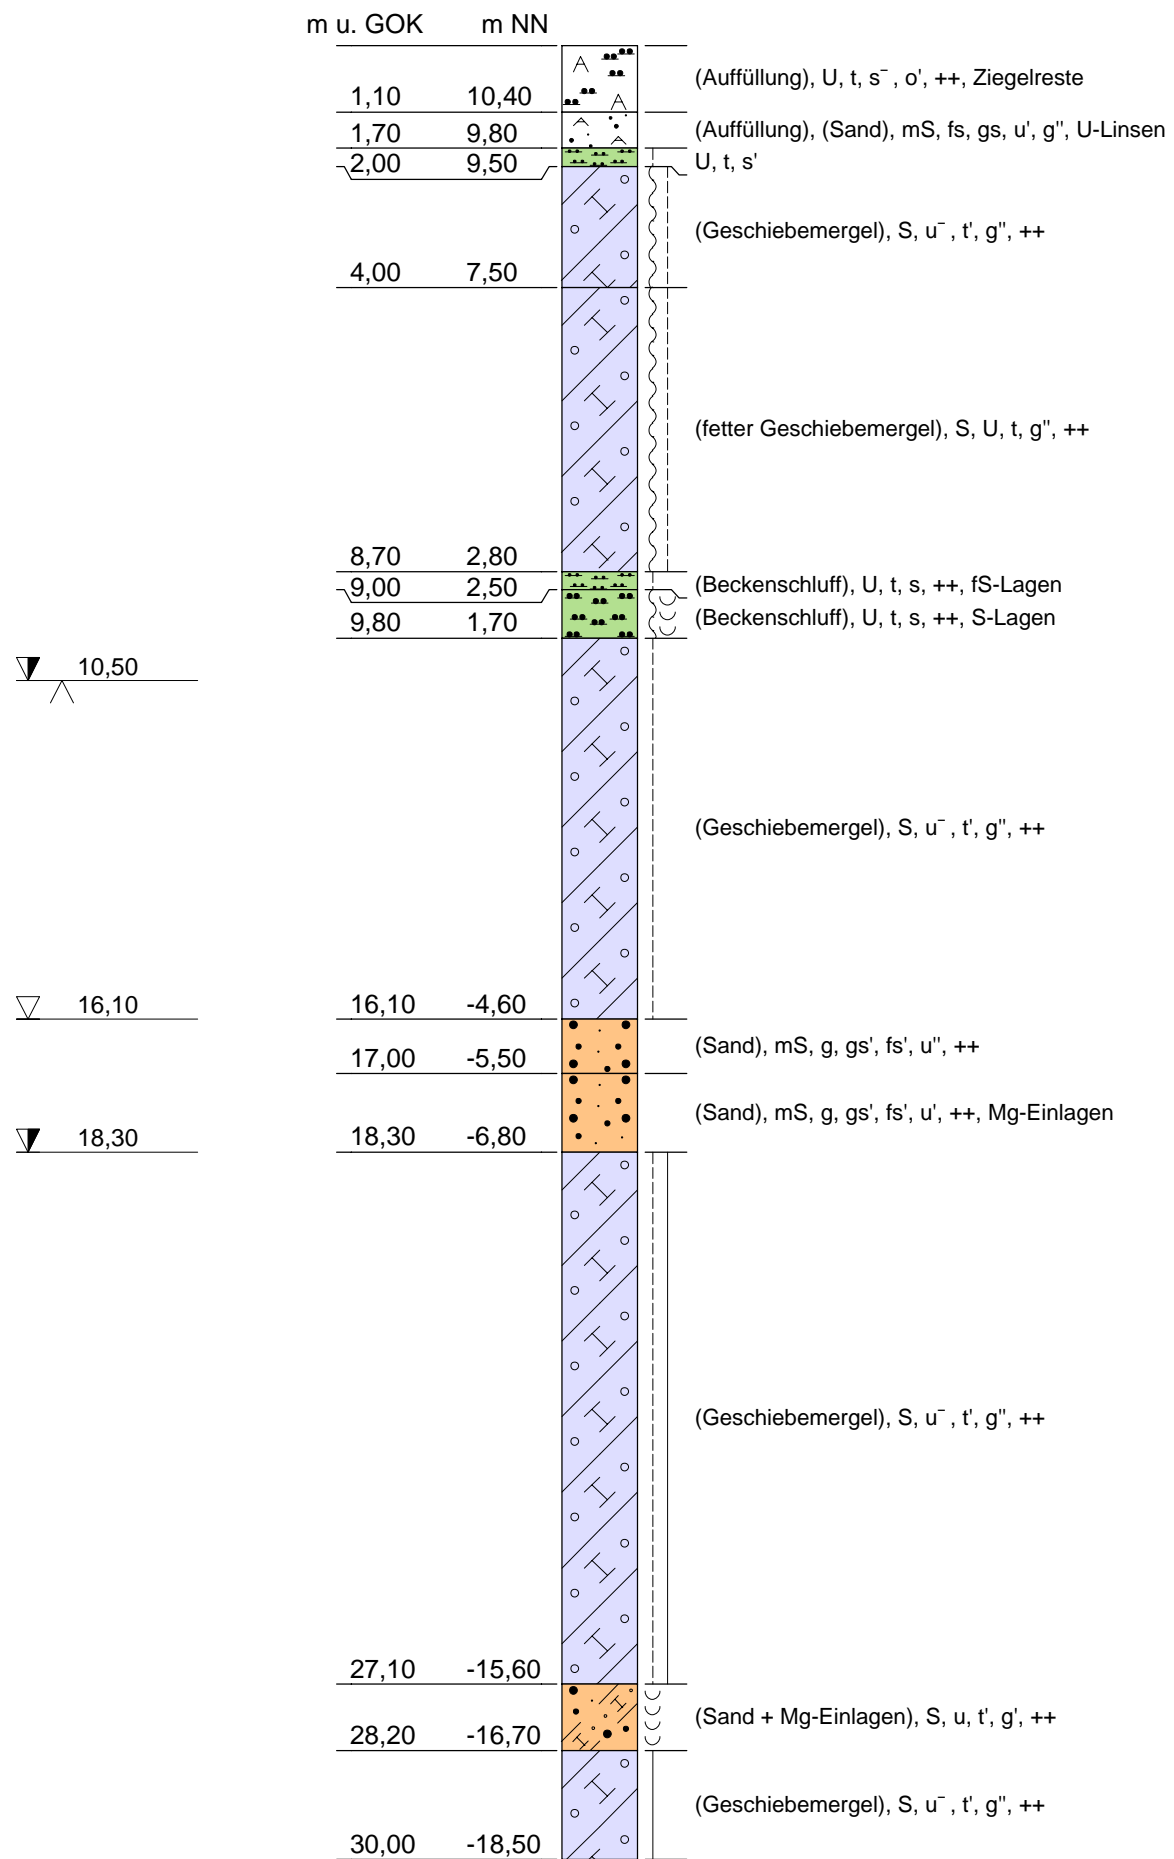 m u. GOK m NN
(Auffüllung), U, t, s¯, o', ++, Ziegelreste
1,10 10,40
(Auffüllung), (Sand), mS, fs, gs, u', g'', U-Linsen
1,70 9,80
U, t, s'
2,00 9,50
(Geschiebemergel), S, u¯, t', g'', ++
4,00 7,50
(fetter Geschiebemergel), S, U, t, g'', ++
8,70 2,80
(Beckenschluff), U, t, s, ++, fS-Lagen
9,00 2,50
(Beckenschluff), U, t, s, ++, S-Lagen
9,80 1,70
10,50
(Geschiebemergel), S, u¯, t', g'', ++
16,10 16,10 -4,60
(Sand), mS, g, gs', fs', u'', ++
17,00 -5,50
(Sand), mS, g, gs', fs', u', ++, Mg-Einlagen
18,30 18,30 -6,80
(Geschiebemergel), S, u¯, t', g'', ++
27,10 -15,60
(Sand + Mg-Einlagen), S, u, t', g', ++
28,20 -16,70
(Geschiebemergel), S, u¯, t', g'', ++
30,00 -18,50